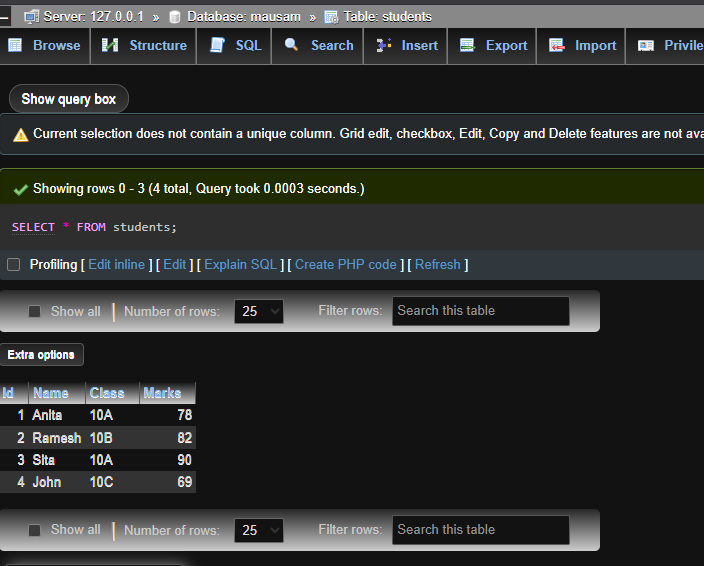 Server: 127.0.0.1 » Database: mausam » Table: students
Browse Structure SQL Search Insert Export Import Privile
Show query box
Current selection does not contain a unique column. Grid edit, checkbox, Edit, Copy and Delete features are not ava
Showing rows 0 - 3 (4 total, Query took 0.0003 seconds.)
SELECT * FROM students;
Profiling [ Edit inline ] [ Edit ] [ Explain SQL ] [ Create PHP code ] [ Refresh ]
Show all Number of rows: 25 Filter rows: Search this table
Extra options
Id Name Class Marks
1 Anita 10A 78
2 Ramesh 10B 82
3 Sita 10A 90
4 John 10C 69
Show all Number of rows: 25 Filter rows: Search this table